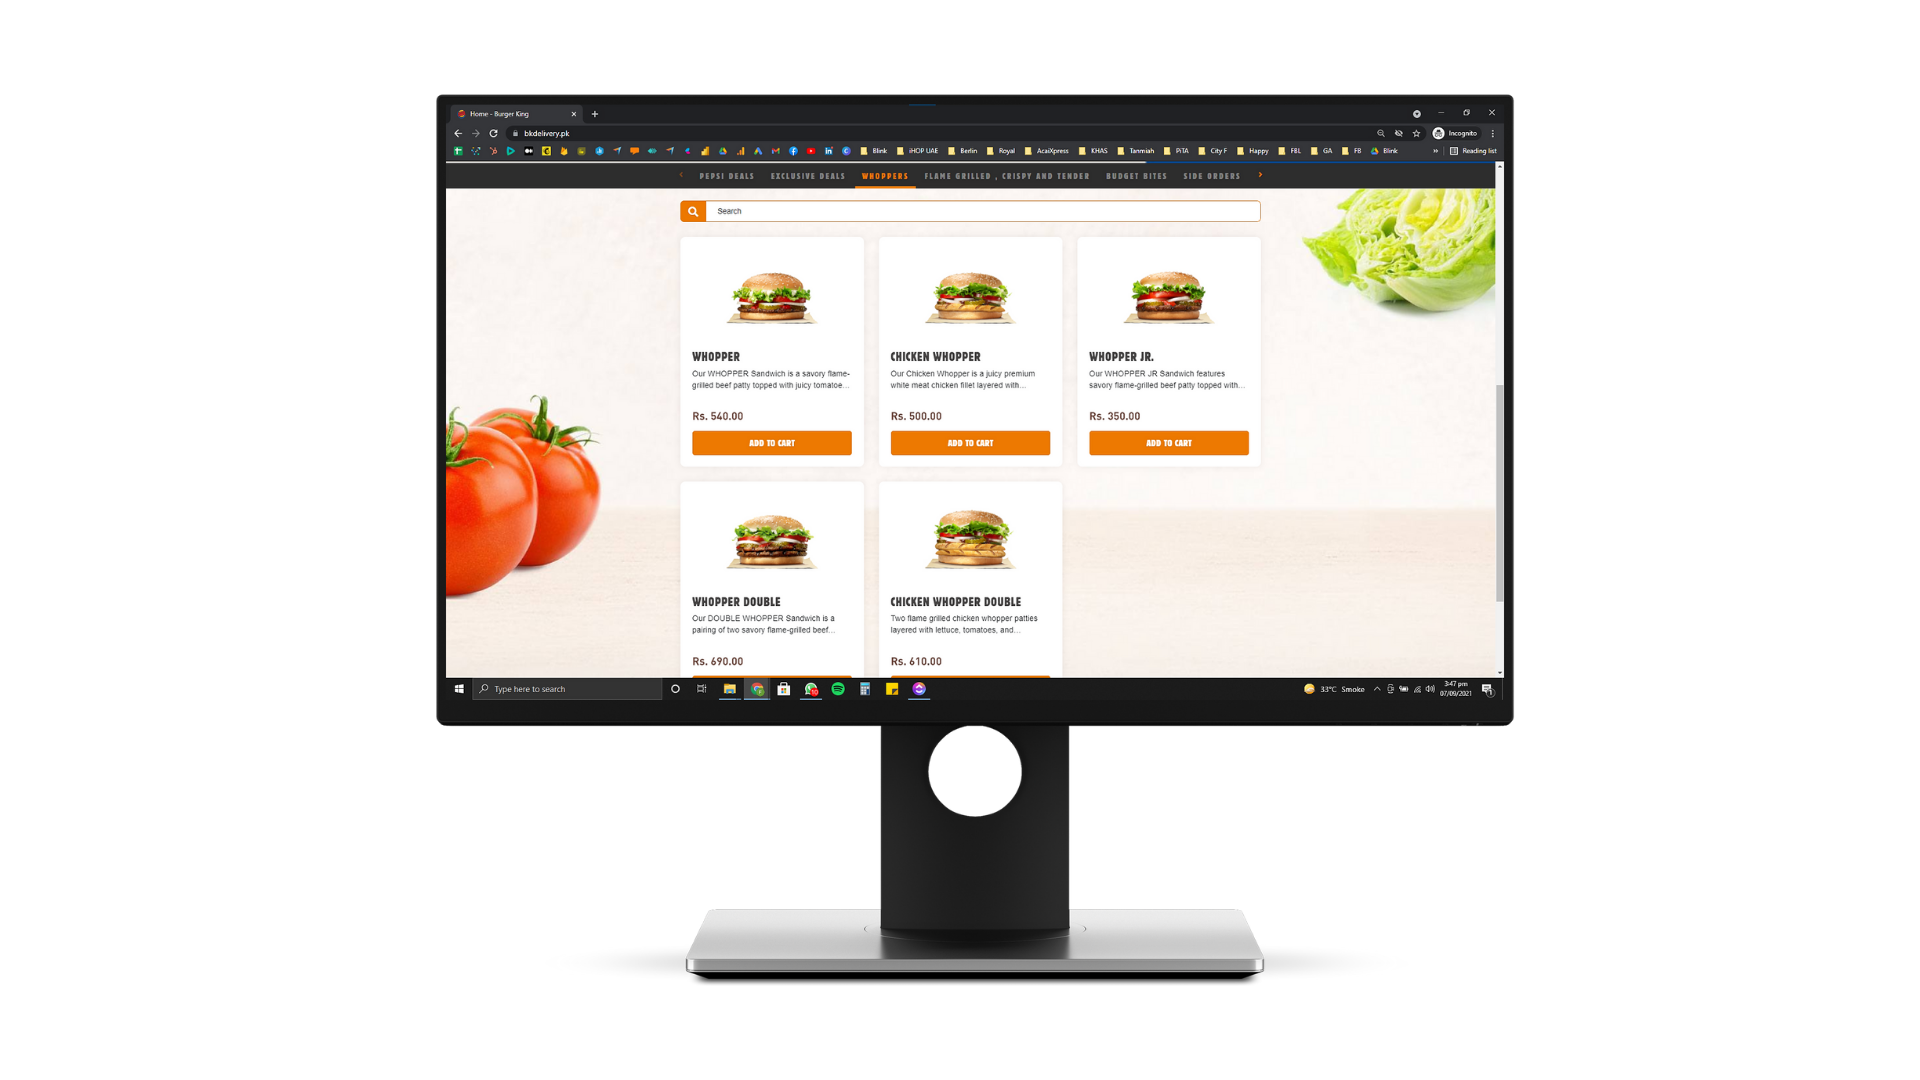 Home - Burger King
bkdelivery.pk
Incognito
Blink iHOP UAE Berlin Royal AcaiXpress KHAS Tanmiah PiTA City F Happy FBL GA FB Blink » Reading list
PEPSI DEALS EXCLUSIVE DEALS WHOPPERS FLAME GRILLED , CRISPY AND TENDER BUDGET BITES SIDE ORDERS
Search
WHOPPER
Our WHOPPER Sandwich is a savory flame-
grilled beef patty topped with juicy tomatoe...
Rs. 540.00
ADD TO CART
CHICKEN WHOPPER
Our Chicken Whopper is a juicy premium
white meat chicken fillet layered with...
Rs. 500.00
ADD TO CART
WHOPPER JR.
Our WHOPPER JR Sandwich features
savory flame-grilled beef patty topped with...
Rs. 350.00
ADD TO CART
WHOPPER DOUBLE
Our DOUBLE WHOPPER Sandwich is a
pairing of two savory flame-grilled beef...
Rs. 690.00
CHICKEN WHOPPER DOUBLE
Two flame grilled chicken whopper patties
layered with lettuce, tomatoes, and...
Rs. 610.00
Type here to search
33°C Smoke
3:47 pm
07/09/2021